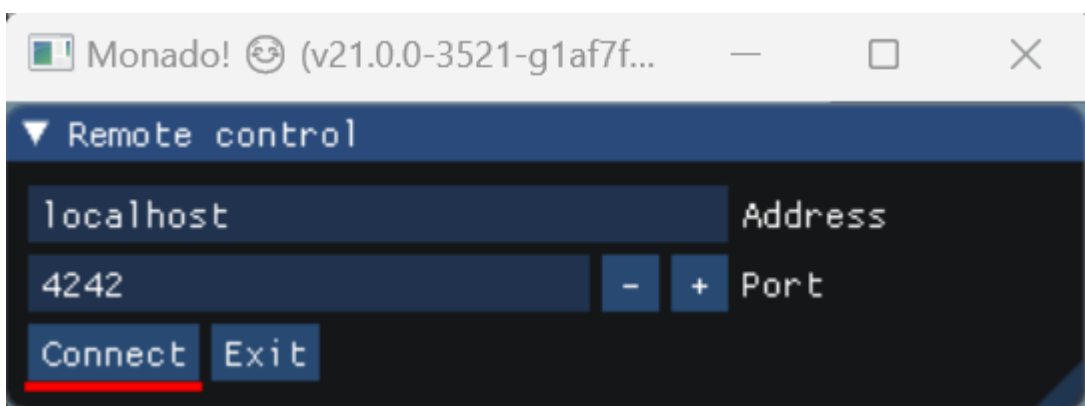 Monado! 😊 (v21.0.0-3521-g1af7f...
▼ Remote control
localhost Address
4242 - + Port
Connect Exit